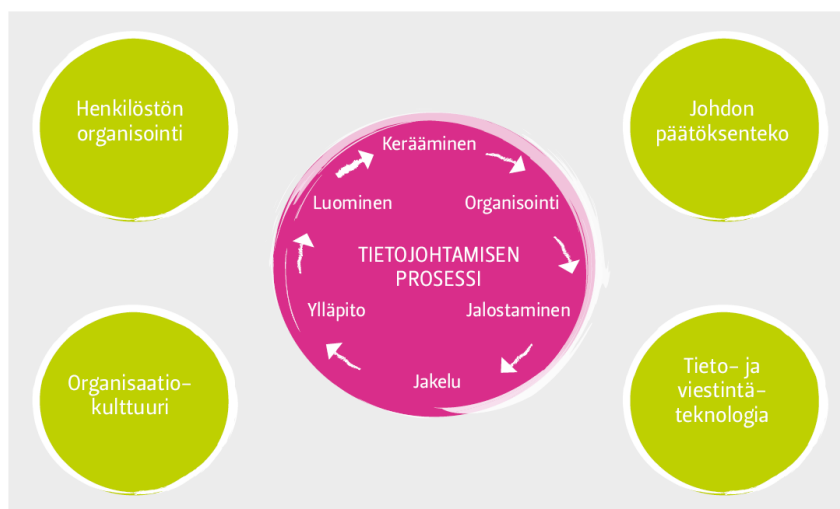 Henkilöstön
organisointi
Johdon
päätöksenteko
Kerääminen
Luominen
Organisointi
TIETOJOHTAMISEN
PROSESSI
Ylläpito
Jalostaminen
Jakelu
Organisaatio-
kulttuuri
Tieto- ja
viestintä-
teknologia